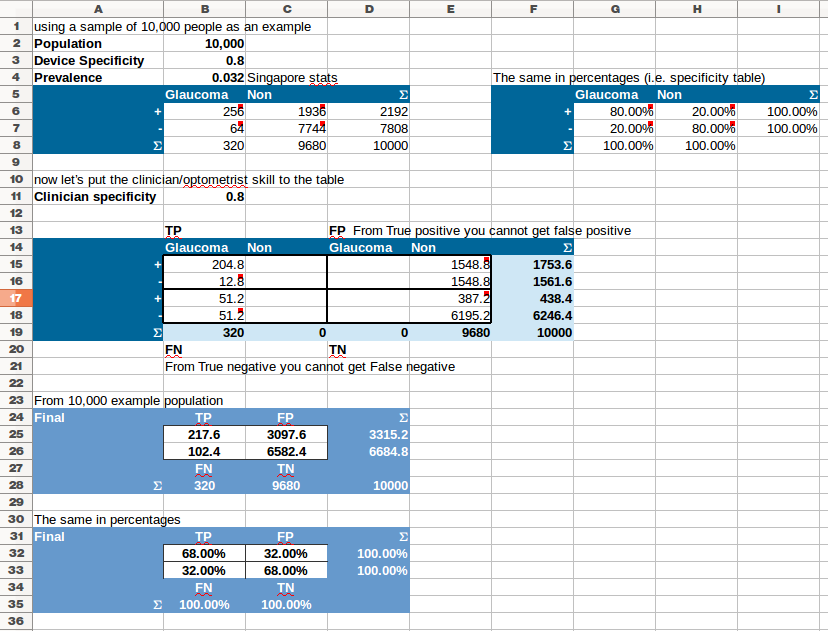 A B C D E F G H I
1 using a sample of 10,000 people as an example
2 Population 10,000
3 Device Specificity 0.8
4 Prevalence 0.032 Singapore stats The same in percentages (i.e. specificity table)
5 Glaucoma Non Σ Glaucoma Non Σ
6 + 256 1936 2192 + 80.00% 20.00% 100.00%
7 - 64 7744 7808 - 20.00% 80.00% 100.00%
8 Σ 320 9680 10000 Σ 100.00% 100.00%
9
10 now let's put the clinician/optometrist skill to the table
11 Clinician specificity 0.8
12
13 TP FP From True positive you cannot get false positive
14 Glaucoma Non Glaucoma Non Σ
15 + 204.8 1548.8 1753.6
16 - 12.8 1548.8 1561.6
17 + 51.2 387.2 438.4
18 - 51.2 6195.2 6246.4
19 Σ 320 0 0 9680 10000
20 FN TN
21 From True negative you cannot get False negative
22
23 From 10,000 example population
24 Final TP FP Σ
25 217.6 3097.6 3315.2
26 102.4 6582.4 6684.8
27 FN TN
28 Σ 320 9680 10000
29
30 The same in percentages
31 Final TP FP Σ
32 68.00% 32.00% 100.00%
33 32.00% 68.00% 100.00%
34 FN TN
35 Σ 100.00% 100.00%
36